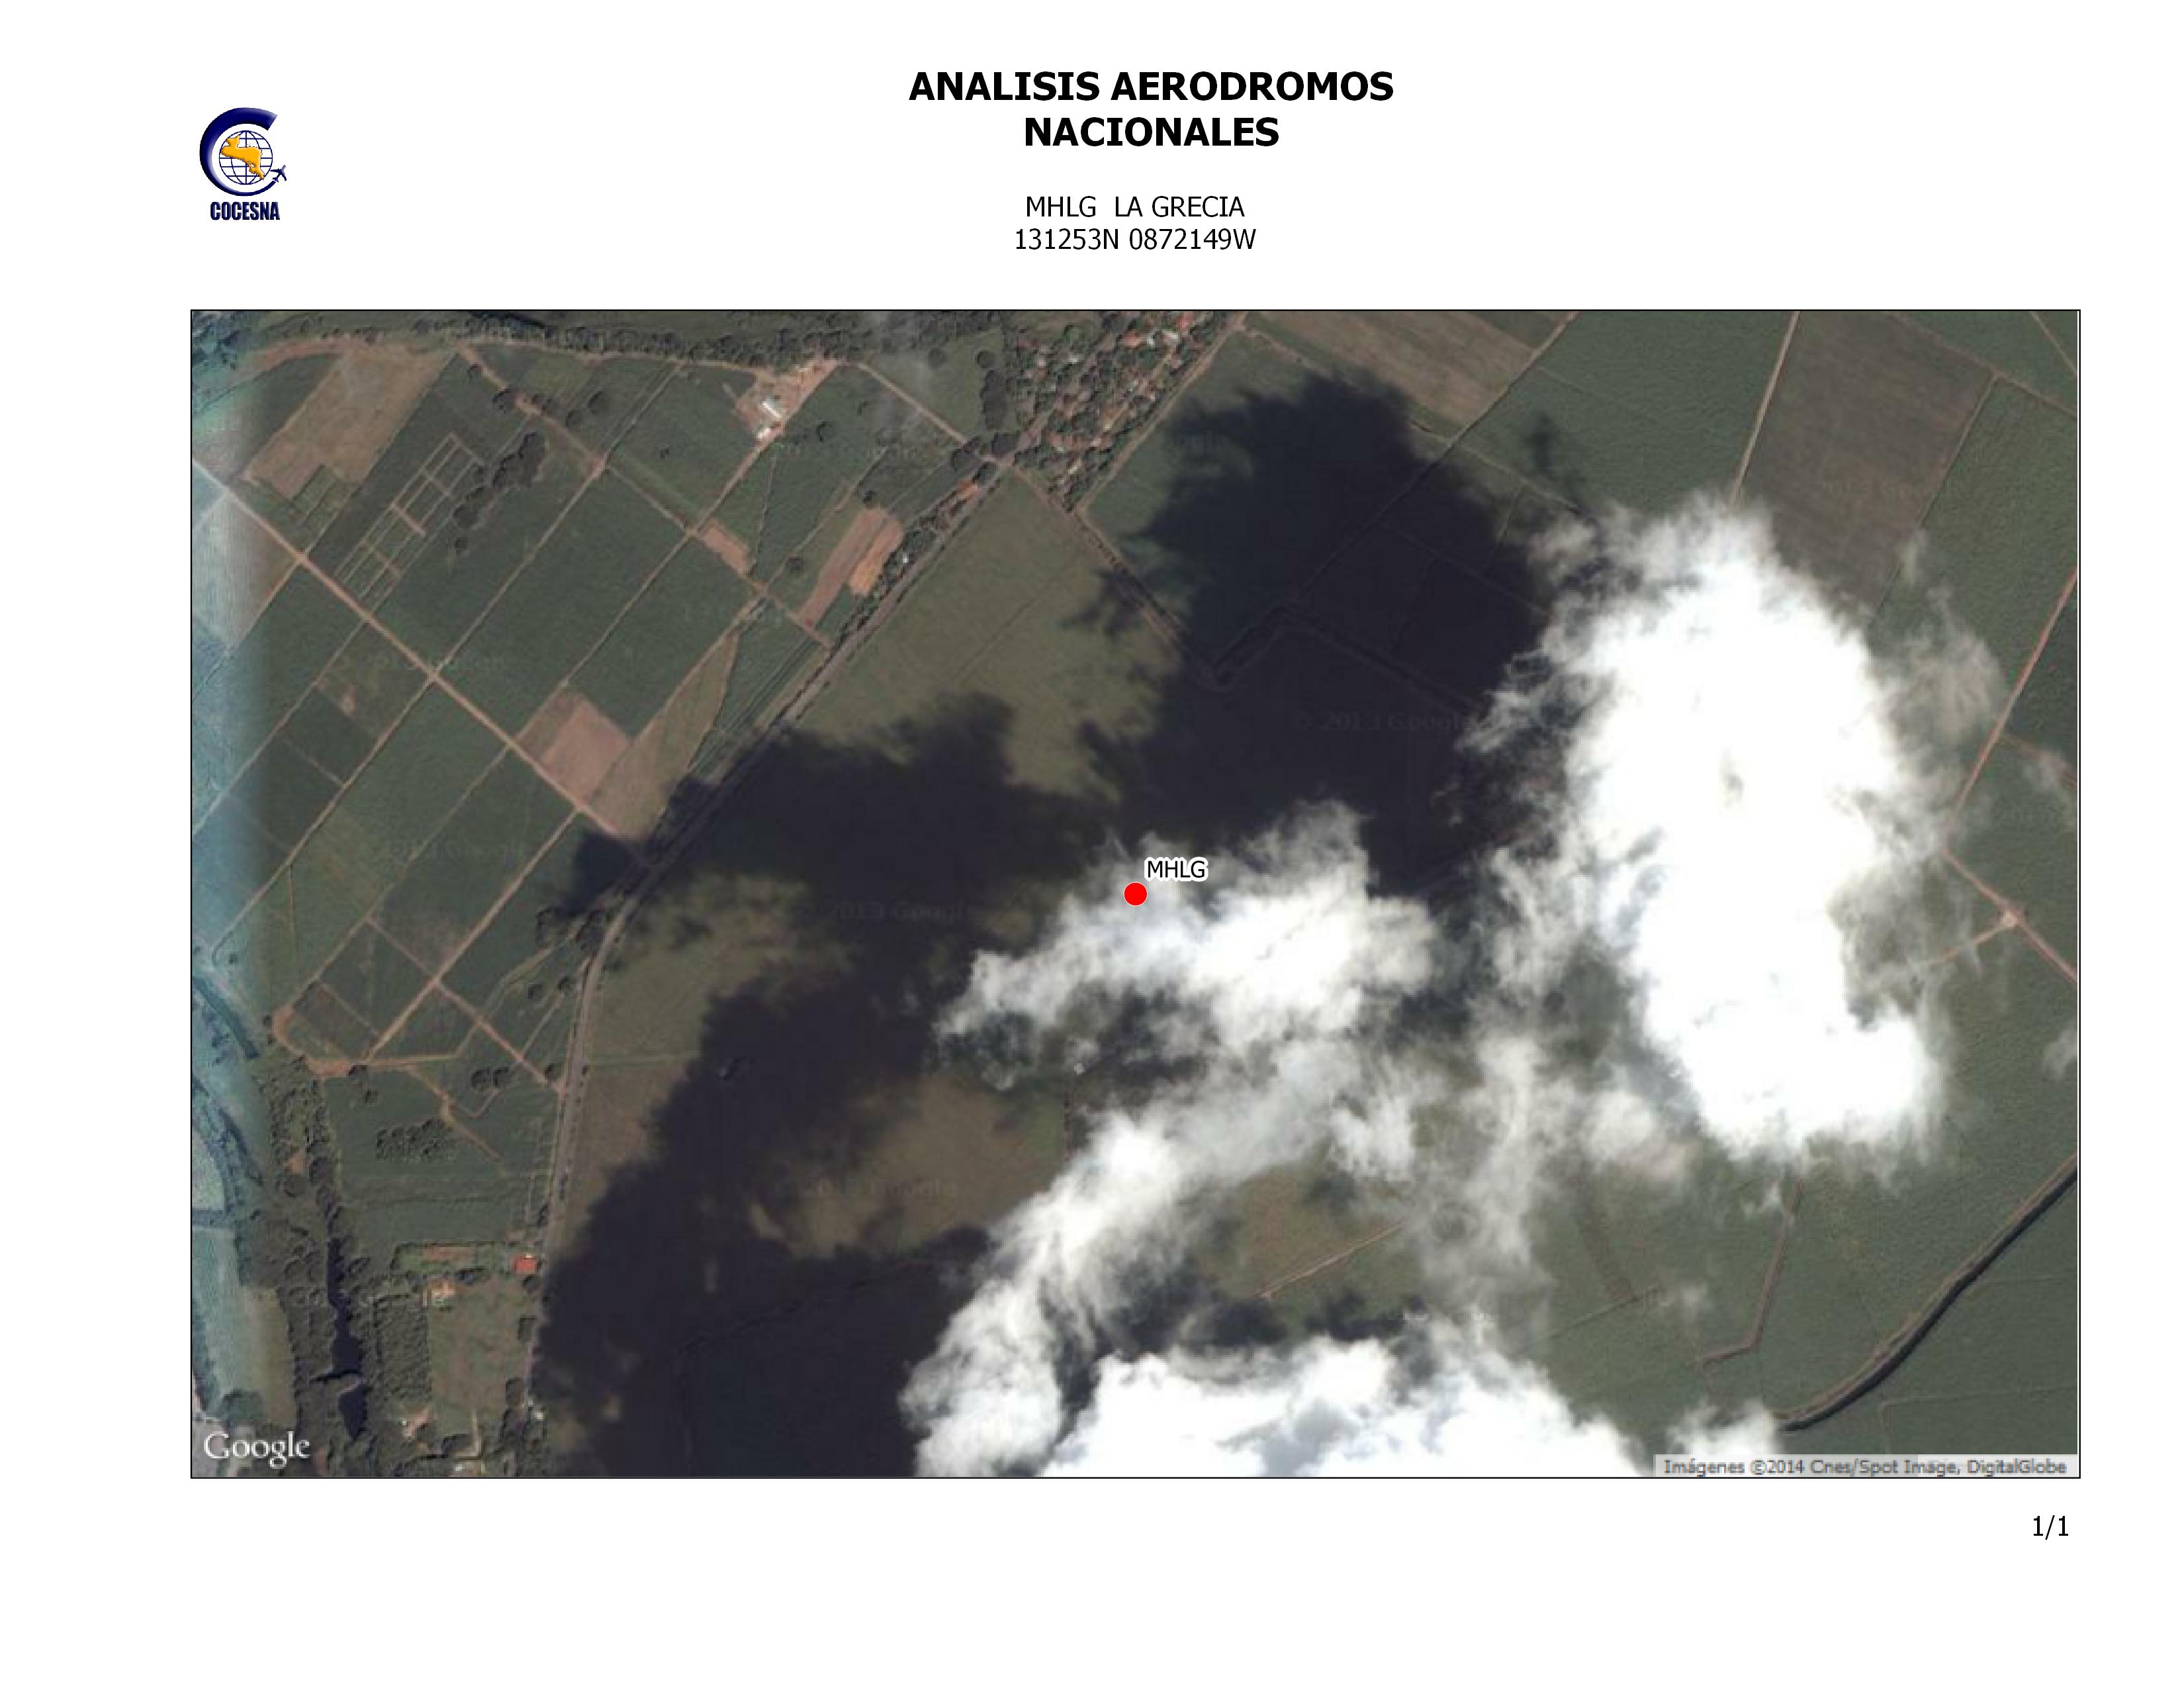 ANALISIS AERODROMOS
NACIONALES
COCESNA
MHLG LA GRECIA
131253N 0872149W
MHLG
Google
Imágenes ©2014 Cnes/Spot Image, DigitalGlobe
1/1